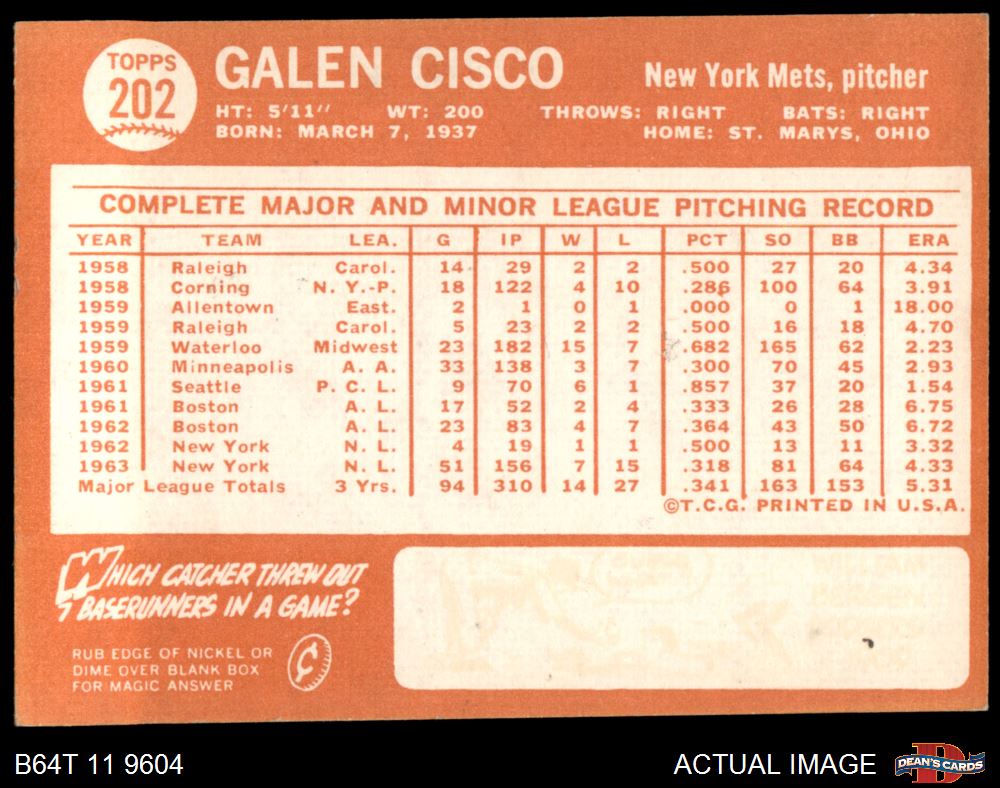 TOPPS
202
GALEN CISCO
New York Mets, pitcher
HT: 5'11" WT: 200 THROWS: RIGHT BATS: RIGHT
BORN: MARCH 7, 1937 HOME: ST. MARYS, OHIO
COMPLETE MAJOR AND MINOR LEAGUE PITCHING RECORD
YEAR TEAM LEA. G IP W L PCT SO BB ERA
1958 Raleigh Carol. 14 29 2 2 .500 27 20 4.34
1958 Corning N. Y.-P. 18 122 4 10 .286 100 64 3.91
1959 Allentown East. 2 1 0 1 .000 0 1 18.00
1959 Raleigh Carol. 5 23 2 2 .500 16 18 4.70
1959 Waterloo Midwest 23 182 15 7 .682 165 62 2.23
1960 Minneapolis A. A. 33 138 3 7 .300 70 45 2.93
1961 Seattle P. C. L. 9 70 6 1 .857 37 20 1.54
1961 Boston A. L. 17 52 2 4 .333 26 28 6.75
1962 Boston A. L. 23 83 4 7 .364 43 50 6.72
1962 New York N. L. 4 19 1 1 .500 13 11 3.32
1963 New York N. L. 51 156 7 15 .318 81 64 4.33
Major League Totals 3 Yrs. 94 310 14 27 .341 163 153 5.31
©T.C.G. PRINTED IN U.S.A.
WHICH CATCHER THREW OUT
7 BASERUNNERS IN A GAME?
RUB EDGE OF NICKEL OR
DIME OVER BLANK BOX
FOR MAGIC ANSWER
¢
B64T 11 9604
ACTUAL IMAGE
DEAN'S CARDS